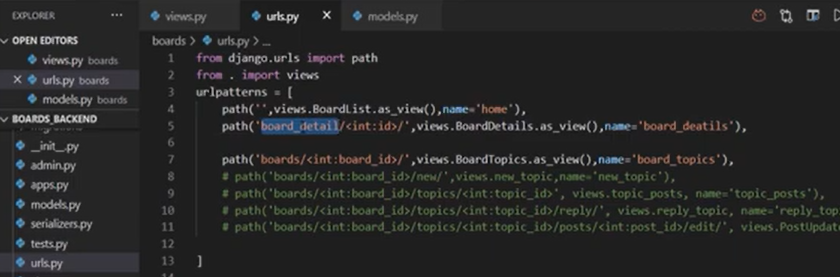 EXPLORER ... views.py urls.py X models.py
OPEN EDITORS boards > urls.py > ...
views.py boards
X urls.py boards
models.py boards
BOARDS_BACKEND
__init__.py
admin.py
apps.py
models.py
serializers.py
tests.py
urls.py
1 from django.urls import path
2 from . import views
3 urlpatterns = [
4 path('',views.BoardList.as_view(),name='home'),
5 path('board_detail/<int:id>/',views.BoardDetails.as_view(),name='board_deatils'),
6
7 path('boards/<int:board_id>/',views.BoardTopics.as_view(),name='board_topics'),
8 # path('boards/<int:board_id>/new/',views.new_topic,name='new_topic'),
9 # path('boards/<int:board_id>/topics/<int:topic_id>', views.topic_posts, name='topic_posts'),
10 # path('boards/<int:board_id>/topics/<int:topic_id>/reply/', views.reply_topic, name='reply_top
11 # path('boards/<int:board_id>/topics/<int:topic_id>/posts/<int:post_id>/edit/', views.PostUpdat
12
13 ]